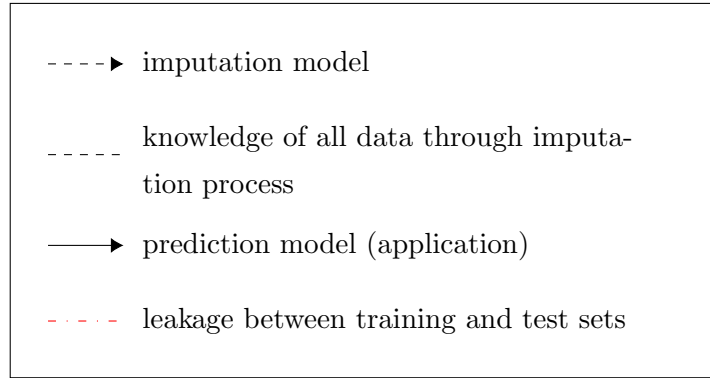 imputation model
knowledge of all data through imputa-
tion process
prediction model (application)
leakage between training and test sets